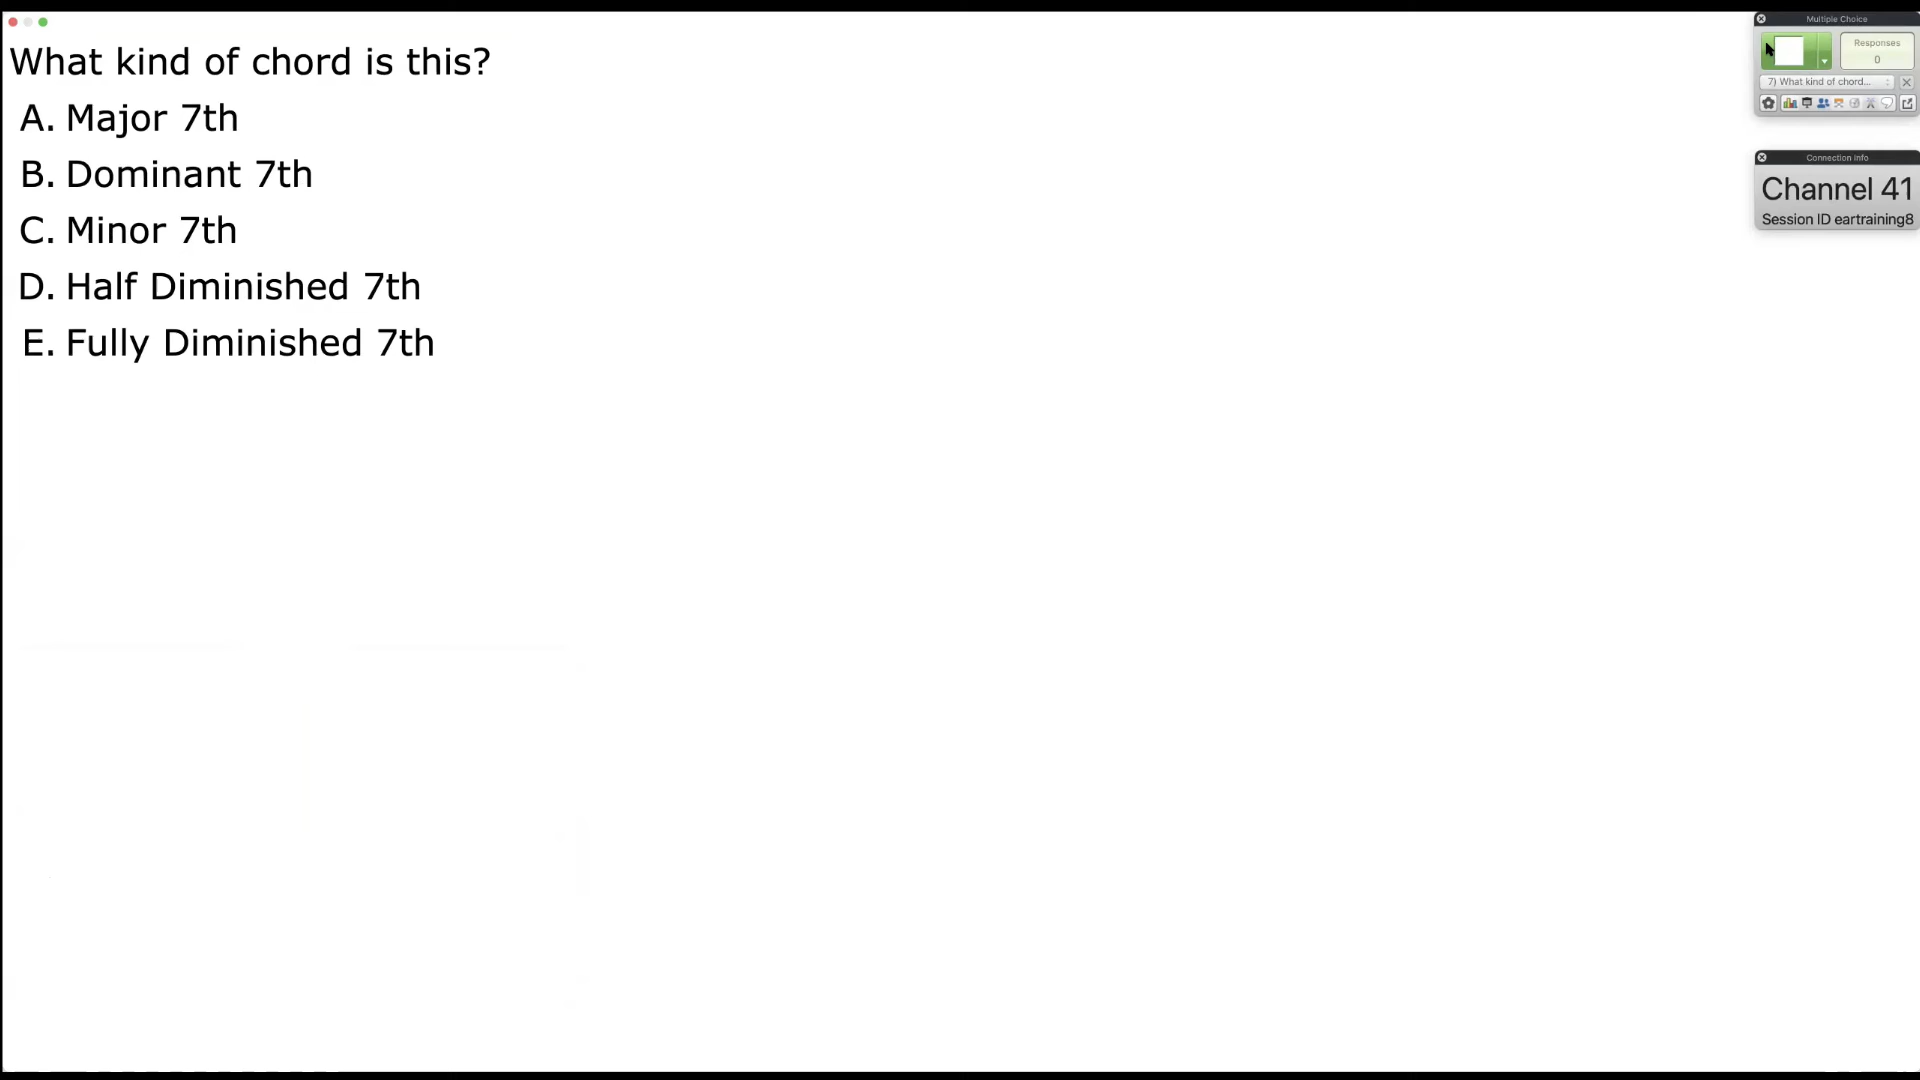 What kind of chord is this?
A. Major 7th
B. Dominant 7th
C. Minor 7th
D. Half Diminished 7th
E. Fully Diminished 7th
Multiple Choice
Responses
0
7) What kind of chord...
Connection Info
Channel 41
Session ID eartraining8